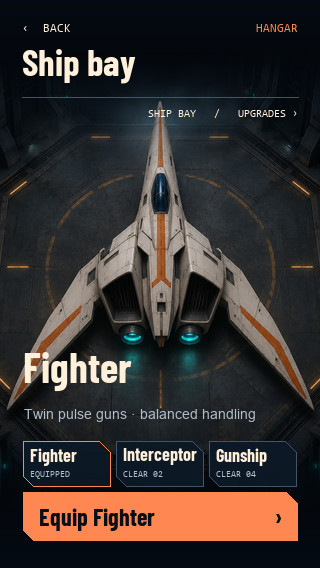 ‹ BACK
HANGAR
Ship bay
SHIP BAY / UPGRADES ›
Fighter
Twin pulse guns · balanced handling
Fighter
EQUIPPED
Interceptor
CLEAR 02
Gunship
CLEAR 04
Equip Fighter ›